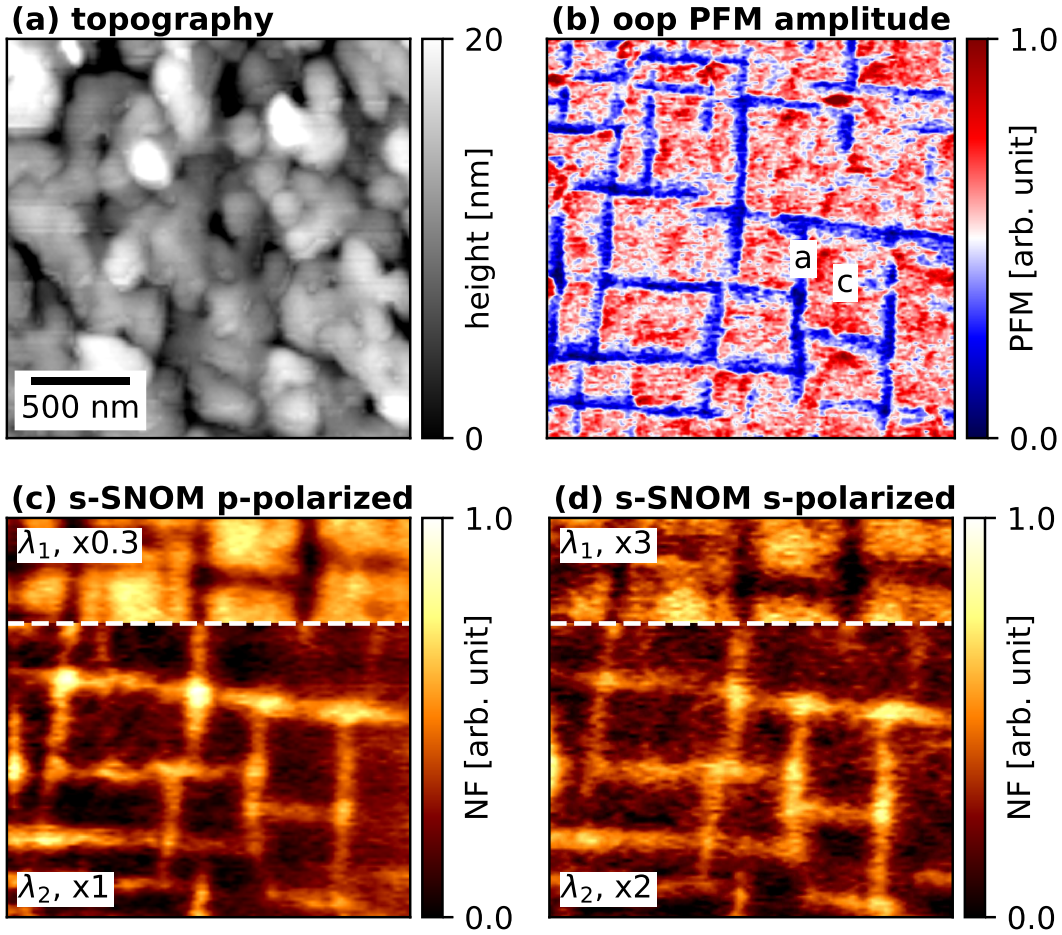 (a) topography
20
height [nm]
0
500 nm
(b) oop PFM amplitude
1.0
PFM [arb. unit]
0.0
a
c
(c) s-SNOM p-polarized
1.0
NF [arb. unit]
0.0
λ₁, x0.3
λ₂, x1
(d) s-SNOM s-polarized
1.0
NF [arb. unit]
0.0
λ₁, x3
λ₂, x2